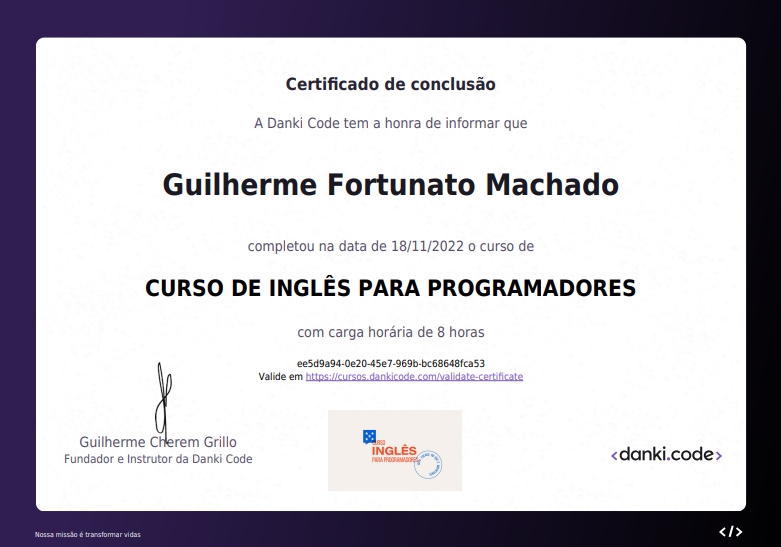 Certificado de conclusão
A Danki Code tem a honra de informar que
Guilherme Fortunato Machado
completou na data de 18/11/2022 o curso de
CURSO DE INGLÊS PARA PROGRAMADORES
com carga horária de 8 horas
ee5d9a94-0e20-45e7-969b-bc68648fca53
Valide em https://cursos.dankicode.com/validate-certificate
Guilherme Cherem Grillo
Fundador e Instrutor da Danki Code
CURSO
INGLÊS
PARA PROGRAMADORES
<danki.code>
Nossa missão é transformar vidas
</>